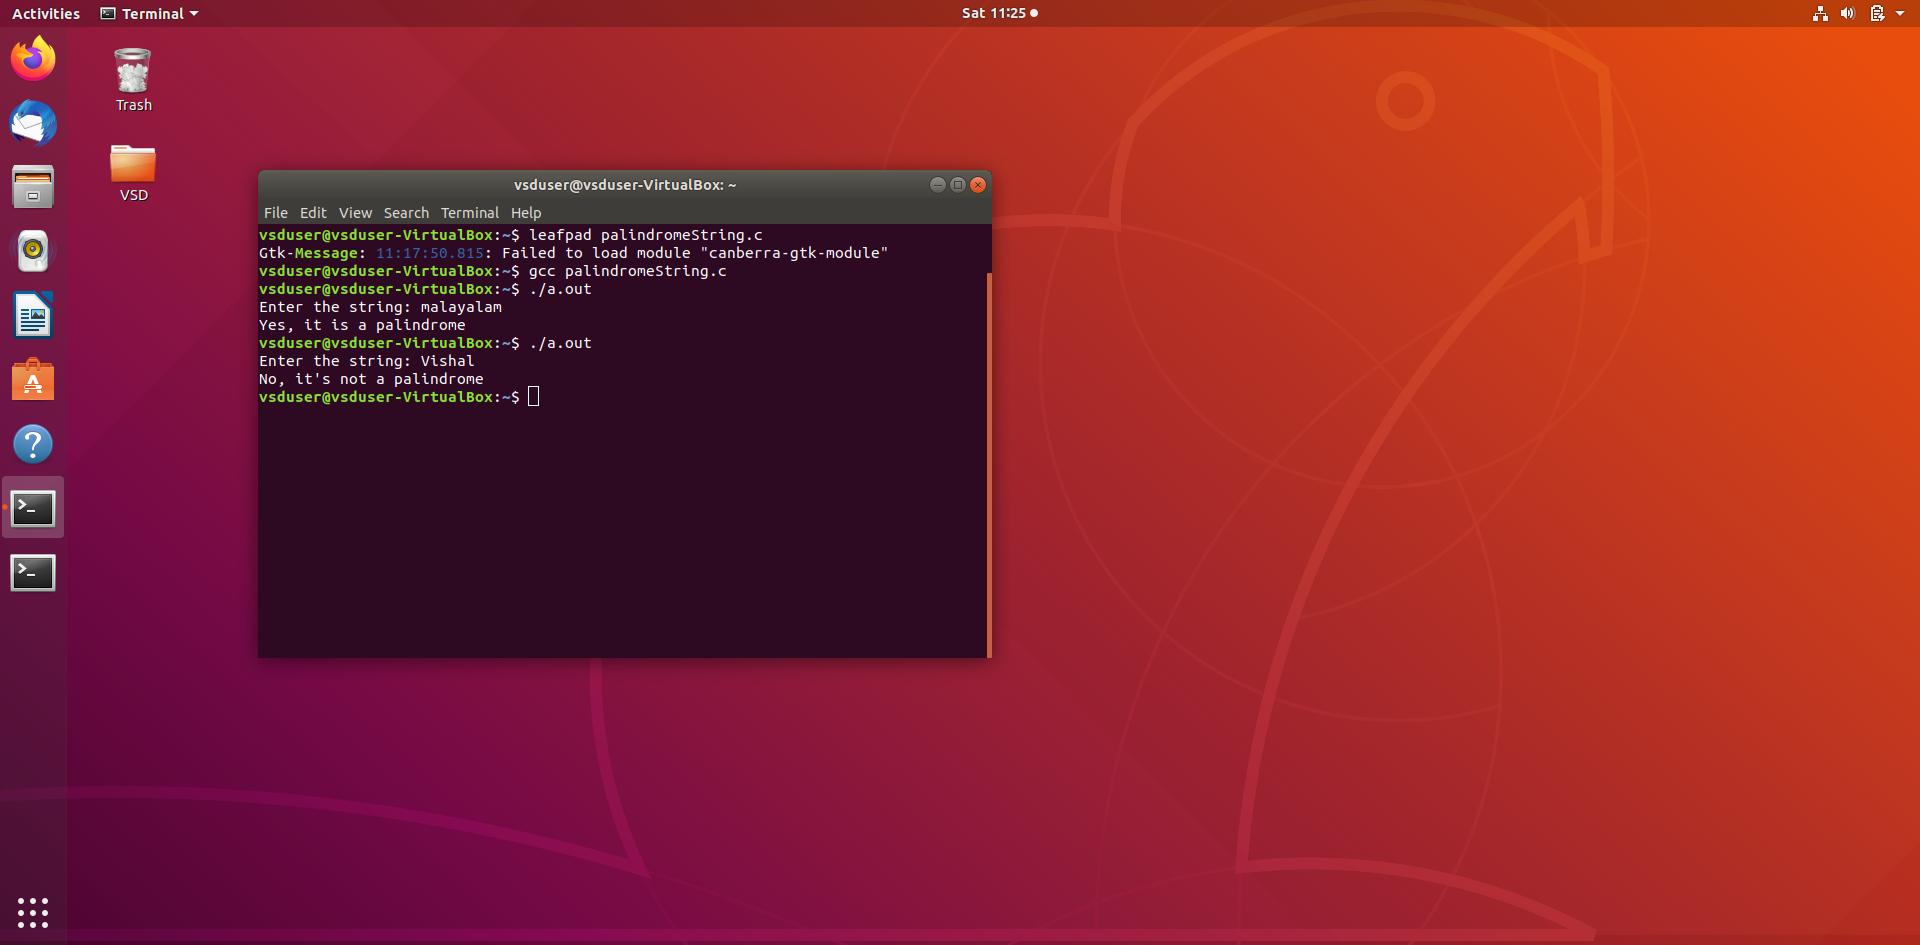 Activities
Terminal
Sat 11:25
Trash
VSD
vsduser@vsduser-VirtualBox: ~
File Edit View Search Terminal Help
vsduser@vsduser-VirtualBox:~$ leafpad palindromeString.c
Gtk-Message: 11:17:50.815: Failed to load module "canberra-gtk-module"
vsduser@vsduser-VirtualBox:~$ gcc palindromeString.c
vsduser@vsduser-VirtualBox:~$ ./a.out
Enter the string: malayalam
Yes, it is a palindrome
vsduser@vsduser-VirtualBox:~$ ./a.out
Enter the string: Vishal
No, it's not a palindrome
vsduser@vsduser-VirtualBox:~$